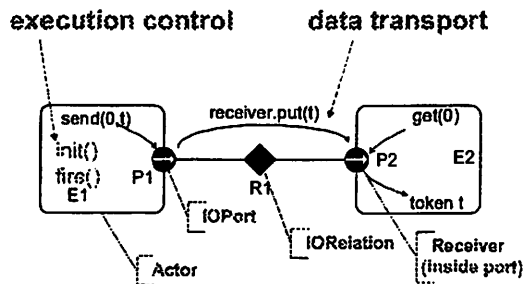 execution control
data transport
send(0,t)
receiver.put(t)
get(0)
init()
fire()
E1
P1
R1
P2
E2
token t
IOPort
IORelation
Receiver
(inside port)
Actor